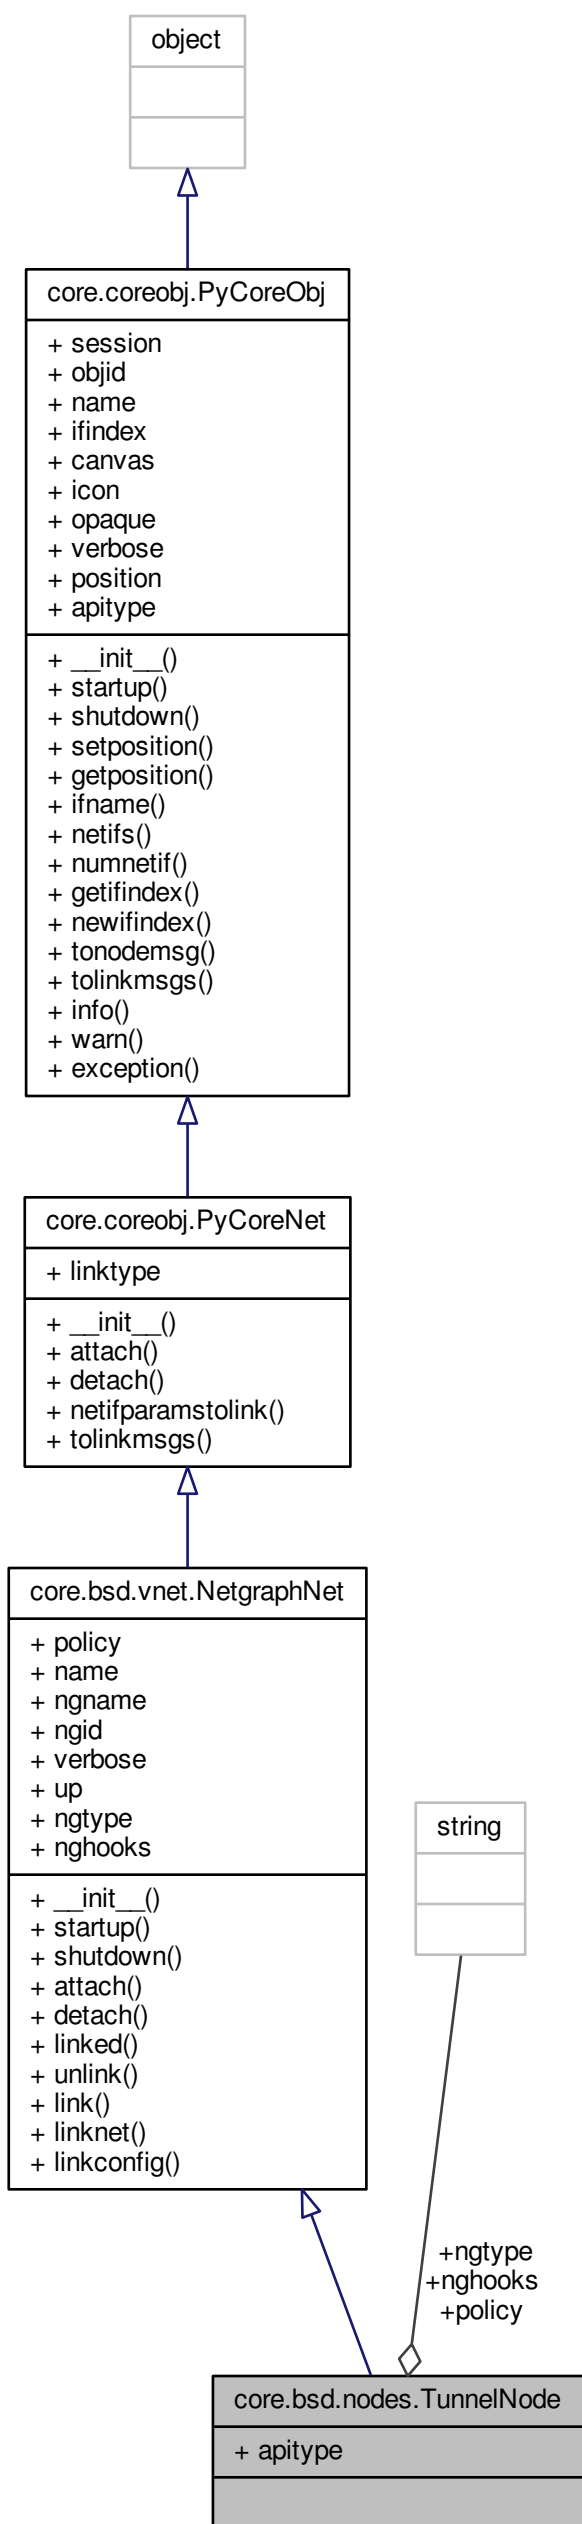 object
core.coreobj.PyCoreObj
+ session
+ objid
+ name
+ ifindex
+ canvas
+ icon
+ opaque
+ verbose
+ position
+ apitype
+ __init__()
+ startup()
+ shutdown()
+ setposition()
+ getposition()
+ ifname()
+ netifs()
+ numnetif()
+ getifindex()
+ newifindex()
+ tonodemsg()
+ tolinkmsgs()
+ info()
+ warn()
+ exception()
core.coreobj.PyCoreNet
+ linktype
+ __init__()
+ attach()
+ detach()
+ netifparamstolink()
+ tolinkmsgs()
core.bsd.vnet.NetgraphNet
+ policy
+ name
+ ngname
+ ngid
+ verbose
+ up
+ ngtype
+ nghooks
+ __init__()
+ startup()
+ shutdown()
+ attach()
+ detach()
+ linked()
+ unlink()
+ link()
+ linknet()
+ linkconfig()
string
+ngtype
+nghooks
+policy
core.bsd.nodes.TunnelNode
+ apitype